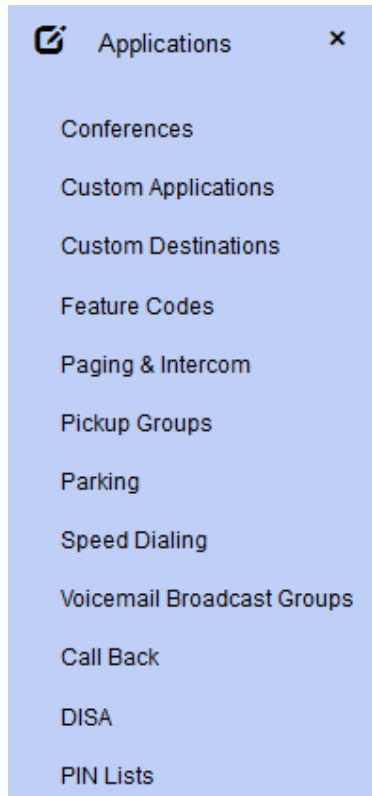 Applications ×
Conferences
Custom Applications
Custom Destinations
Feature Codes
Paging & Intercom
Pickup Groups
Parking
Speed Dialing
Voicemail Broadcast Groups
Call Back
DISA
PIN Lists